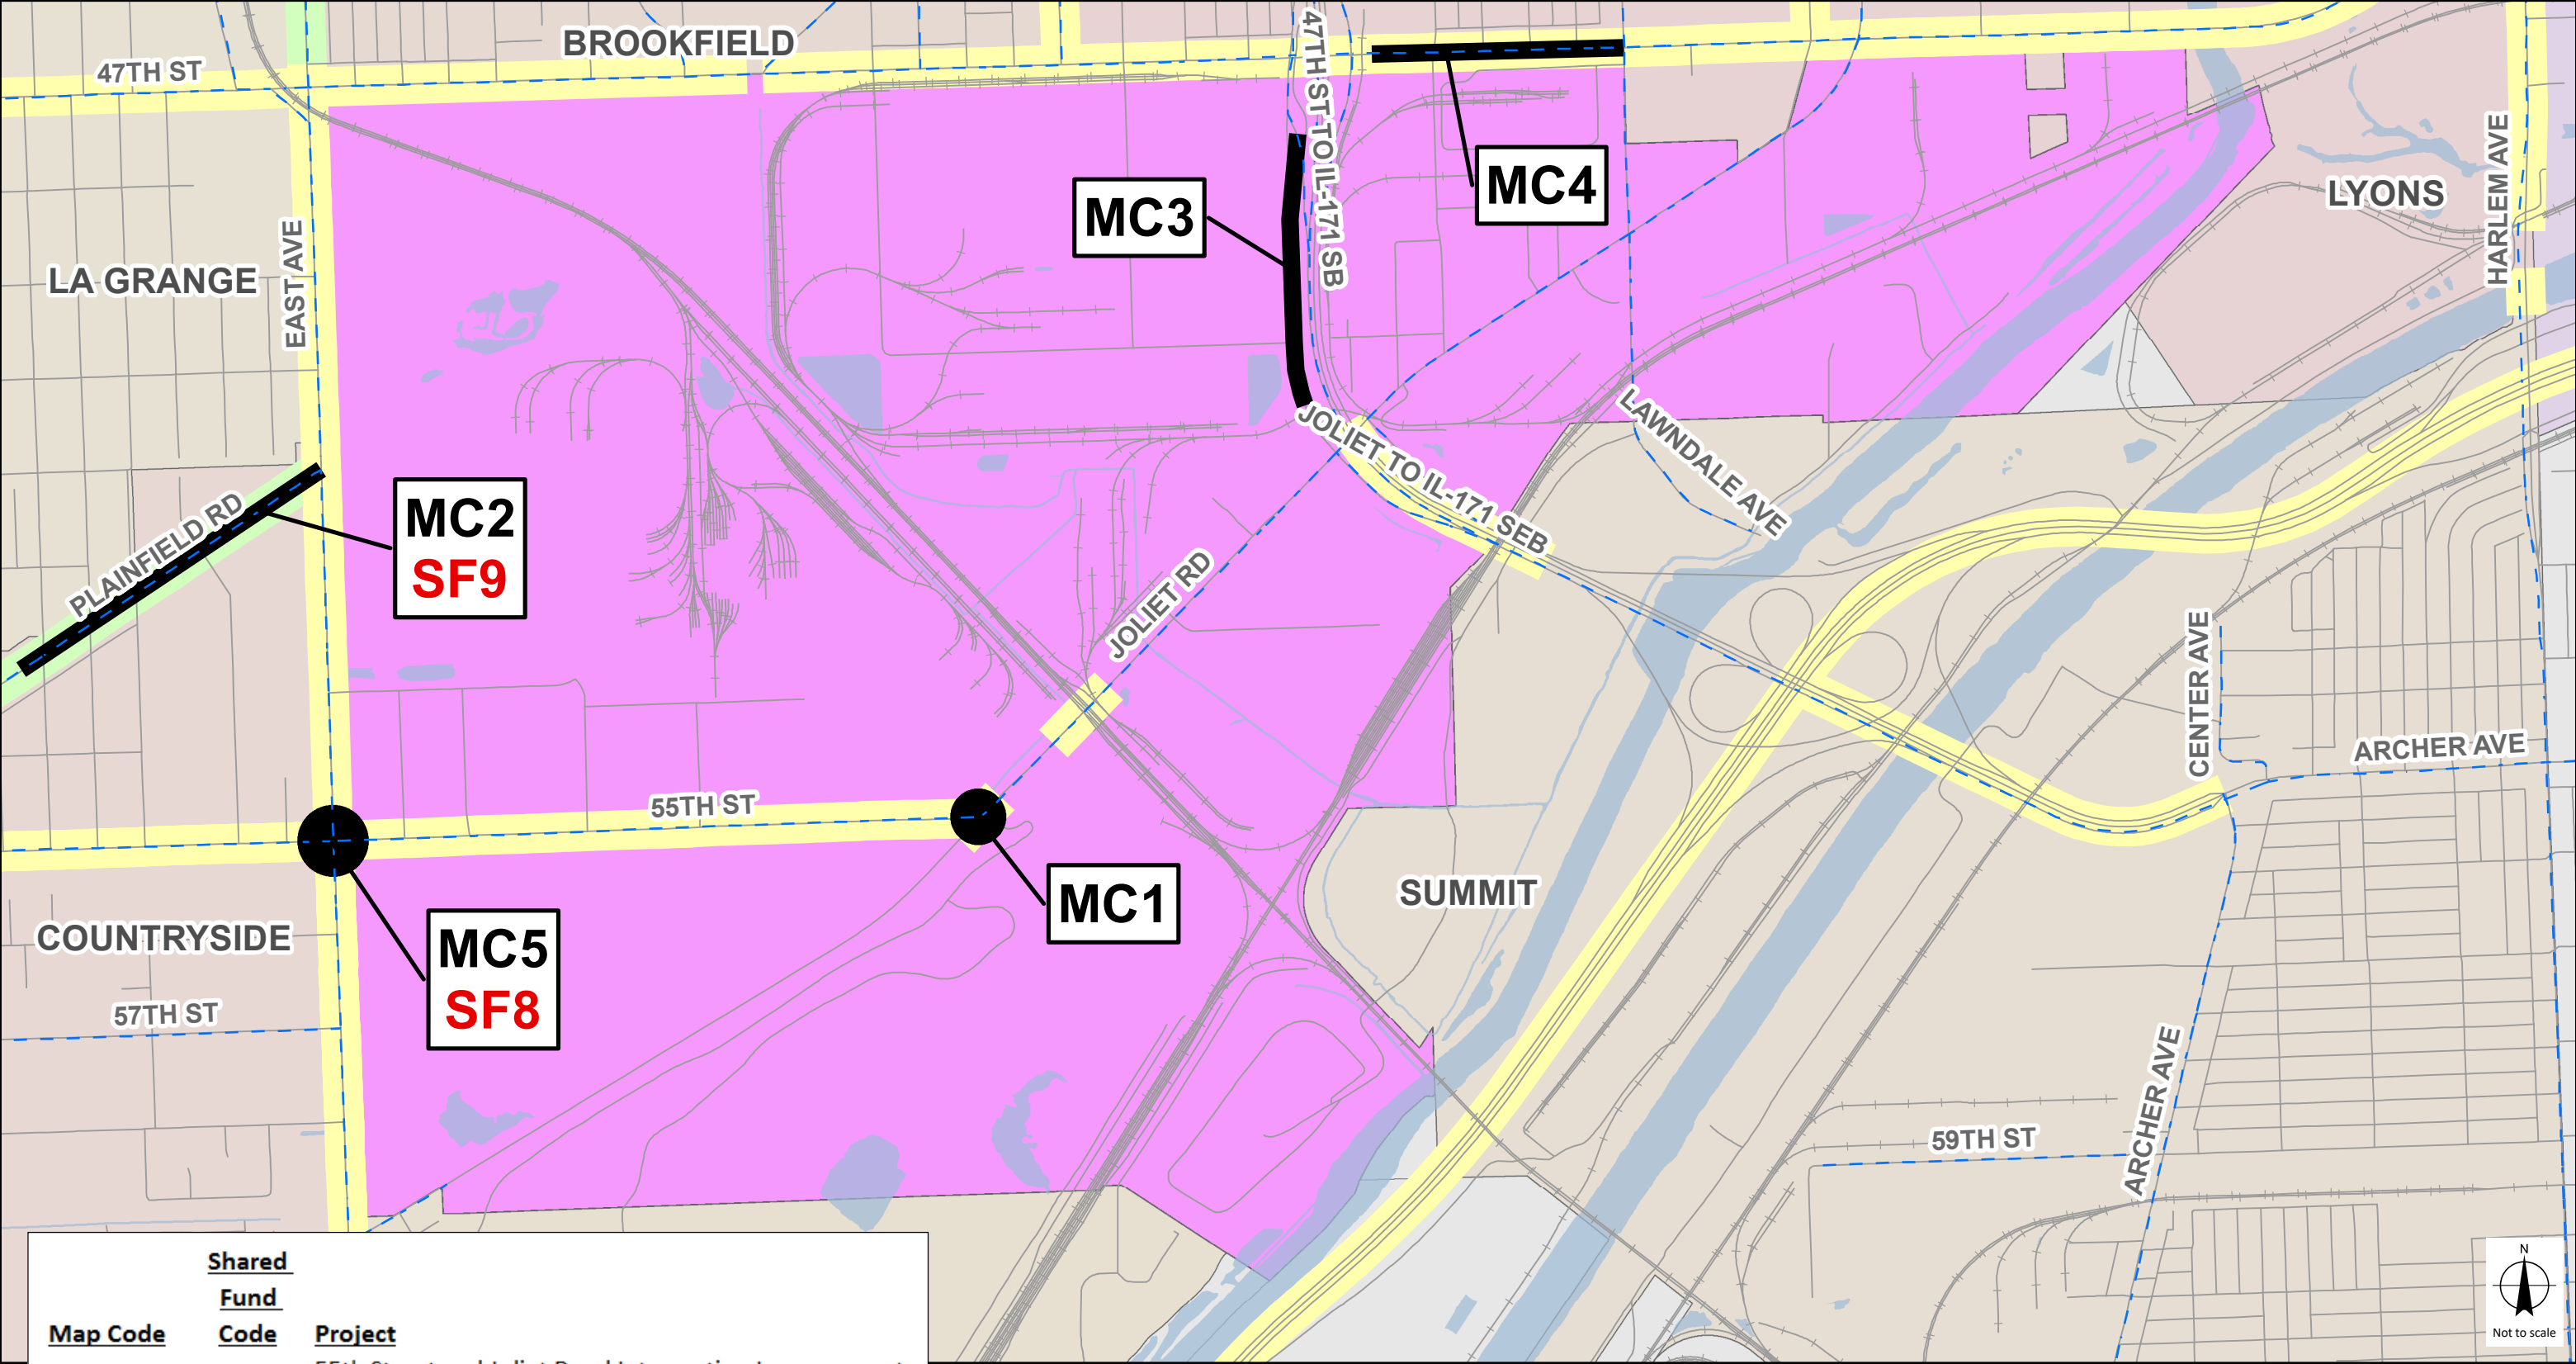 BROOKFIELD
47TH ST
47TH ST TO IL-171 SB
MC4
MC3
LYONS
HARLEM AVE
LA GRANGE
EAST AVE
JOLIET TO IL-171 SEB
LAWNDALE AVE
MC2
SF9
PLAINFIELD RD
JOLIET RD
CENTER AVE
ARCHER AVE
55TH ST
MC1
SUMMIT
COUNTRYSIDE
MC5
SF8
57TH ST
ARCHER AVE
59TH ST
Shared
Fund
Map Code Code Project
N
Not to scale